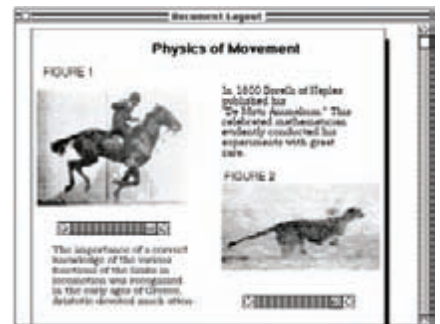 Document Layout
Physics of Movement
FIGURE 1
The importance of a correct
knowledge of the various
functions of the limbs in
locomotion was recognized
in the early ages of Greece.
Aristotle devoted much atten-
In 1680 Borelli of Naples
published his
"De Motu Animalium." This
celebrated mathematician
evidently conducted his
experiments with great
care.
FIGURE 2